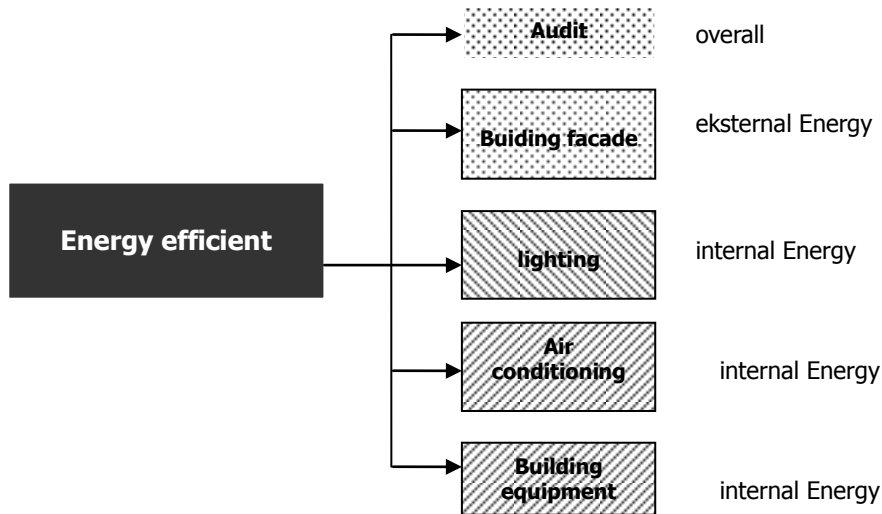 Audit
overall
Buiding facade
eksternal Energy
Energy efficient
lighting
internal Energy
Air
conditioning
internal Energy
Building
equipment
internal Energy